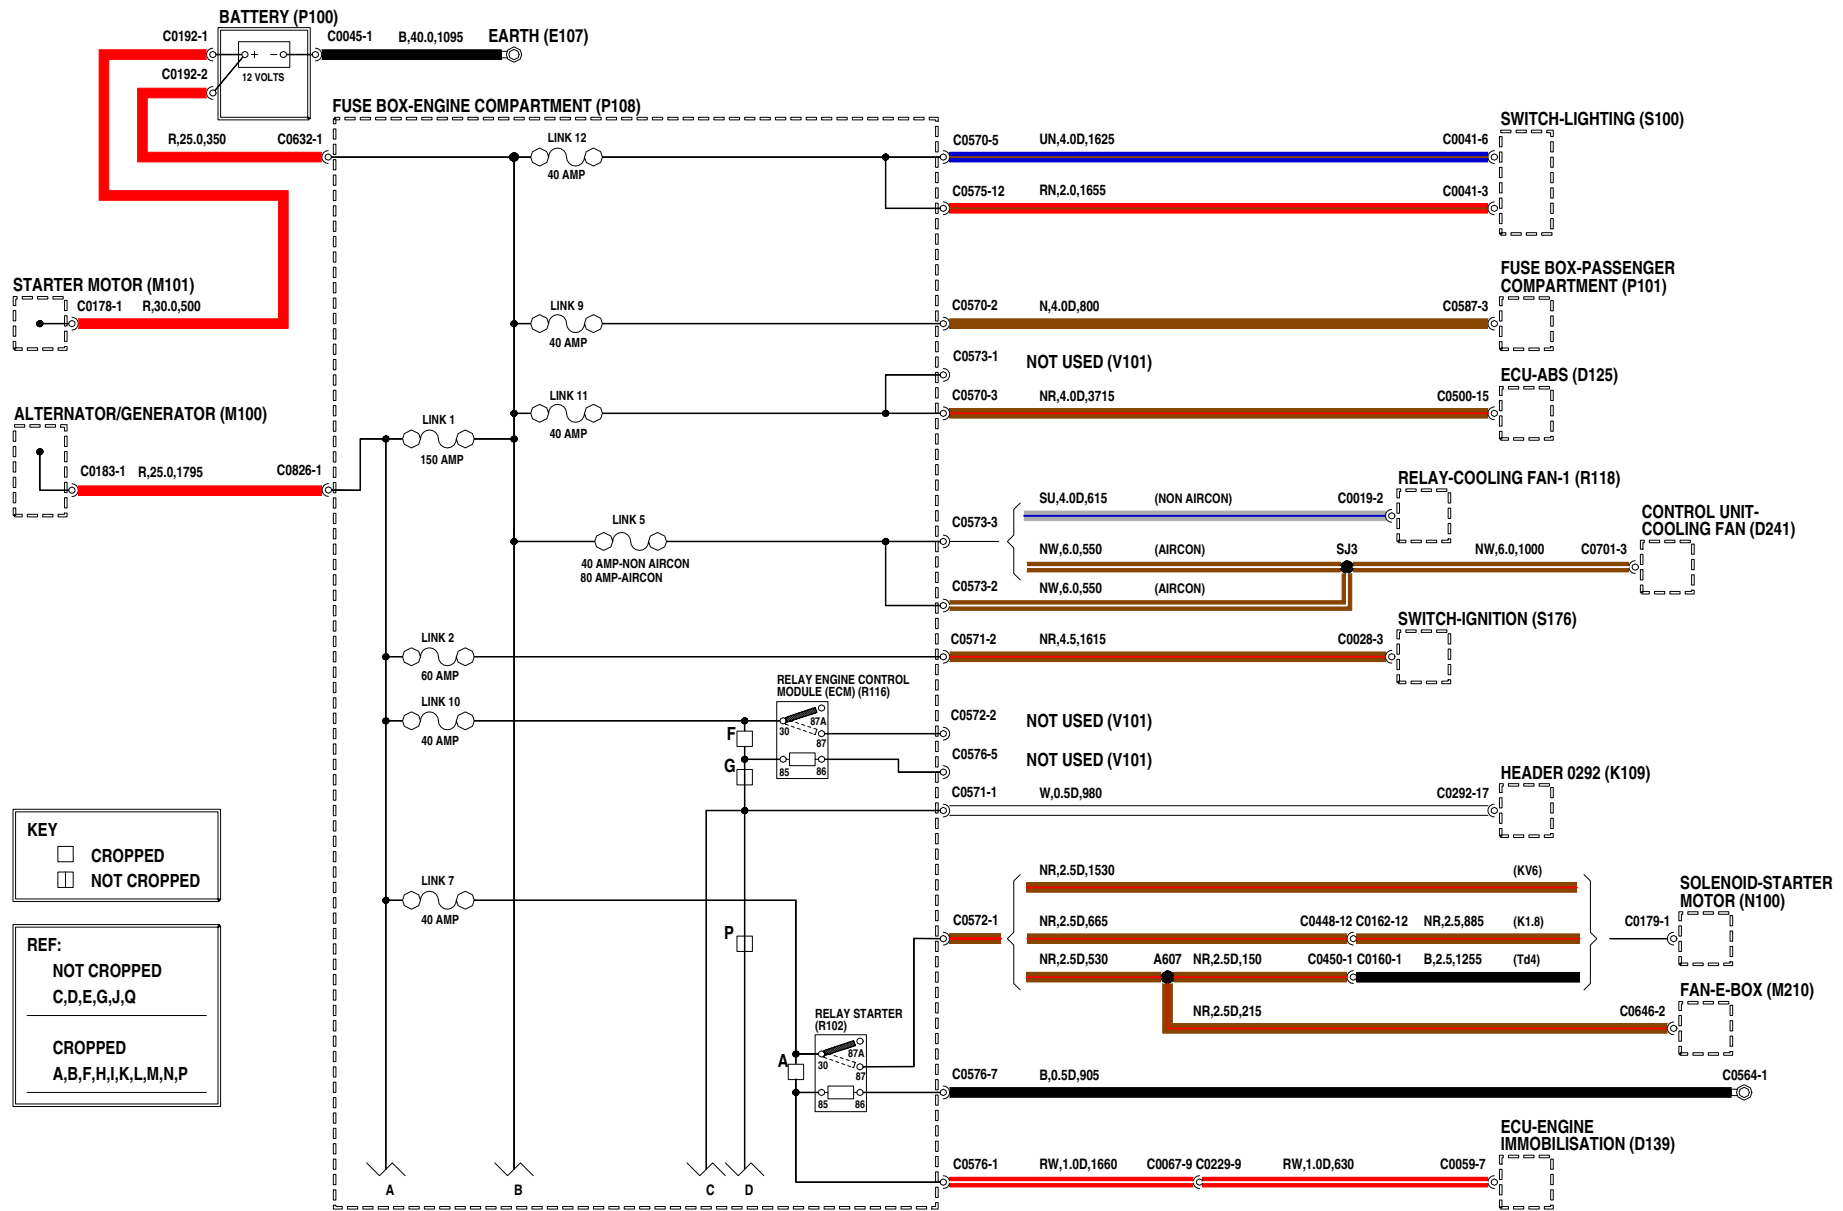 BATTERY (P100)
C0192-1
C0045-1
B,40.0,1095
EARTH (E107)
+ -
C0192-2
12 VOLTS
FUSE BOX-ENGINE COMPARTMENT (P108)
R,25.0,350
C0632-1
LINK 12
40 AMP
C0570-5
UN,4.0D,1625
C0041-6
SWITCH-LIGHTING (S100)
C0575-12
RN,2.0,1655
C0041-3
STARTER MOTOR (M101)
C0178-1
R,30.0,500
LINK 9
40 AMP
C0570-2
N,4.0D,800
C0587-3
FUSE BOX-PASSENGER
COMPARTMENT (P101)
C0573-1
NOT USED (V101)
ECU-ABS (D125)
LINK 11
40 AMP
C0570-3
NR,4.0D,3715
C0500-15
ALTERNATOR/GENERATOR (M100)
LINK 1
150 AMP
C0183-1
R,25.0,1795
C0826-1
RELAY-COOLING FAN-1 (R118)
SU,4.0D,615
(NON AIRCON)
C0019-2
CONTROL UNIT-
COOLING FAN (D241)
LINK 5
40 AMP-NON AIRCON
80 AMP-AIRCON
C0573-3
NW,6.0,550
(AIRCON)
SJ3
NW,6.0,1000
C0701-3
C0573-2
NW,6.0,550
(AIRCON)
SWITCH-IGNITION (S176)
LINK 2
60 AMP
C0571-2
NR,4.5,1615
C0028-3
RELAY ENGINE CONTROL
MODULE (ECM) (R116)
LINK 10
40 AMP
F
30
87A
87
C0572-2
NOT USED (V101)
G
85
86
C0576-5
NOT USED (V101)
C0571-1
W,0.5D,980
C0292-17
HEADER 0292 (K109)
KEY
CROPPED
NOT CROPPED
LINK 7
40 AMP
P
NR,2.5D,1530
(KV6)
SOLENOID-STARTER
MOTOR (N100)
C0572-1
NR,2.5D,665
C0448-12 C0162-12
NR,2.5,885
(K1.8)
C0179-1
NR,2.5D,530
A607
NR,2.5D,150
C0450-1 C0160-1
B,2.5,1255
(Td4)
REF:
NOT CROPPED
C,D,E,G,J,Q
CROPPED
A,B,F,H,I,K,L,M,N,P
FAN-E-BOX (M210)
NR,2.5D,215
C0646-2
RELAY STARTER
(R102)
A
30
87A
87
85
86
C0576-7
B,0.5D,905
C0564-1
ECU-ENGINE
IMMOBILISATION (D139)
C0576-1
RW,1.0D,1660
C0067-9 C0229-9
RW,1.0D,630
C0059-7
A
B
C
D